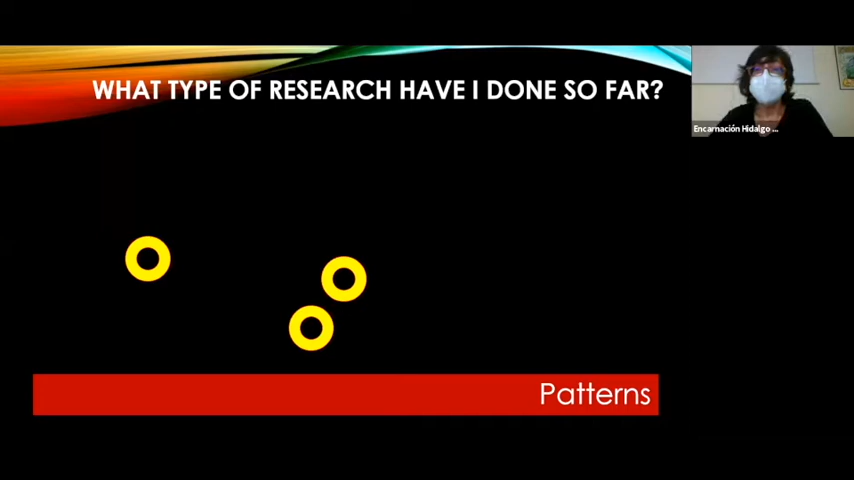 WHAT TYPE OF RESEARCH HAVE I DONE SO FAR?
Encarnación Hidalgo ...
Patterns